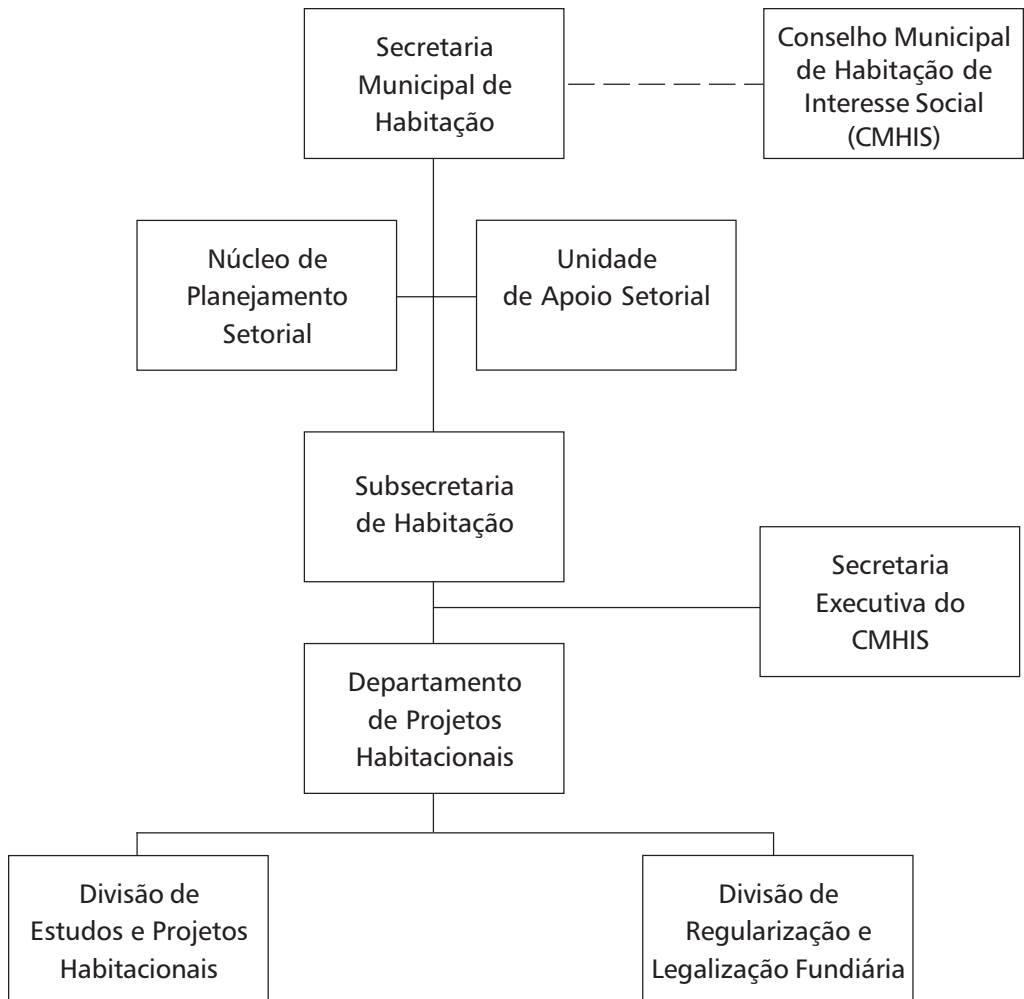 Secretaria
Municipal de
Habitação
Conselho Municipal
de Habitação de
Interesse Social
(CMHIS)
Núcleo de
Planejamento
Setorial
Unidade
de Apoio Setorial
Subsecretaria
de Habitação
Secretaria
Executiva do
CMHIS
Departamento
de Projetos
Habitacionais
Divisão de
Estudos e Projetos
Habitacionais
Divisão de
Regularização e
Legalização Fundiária